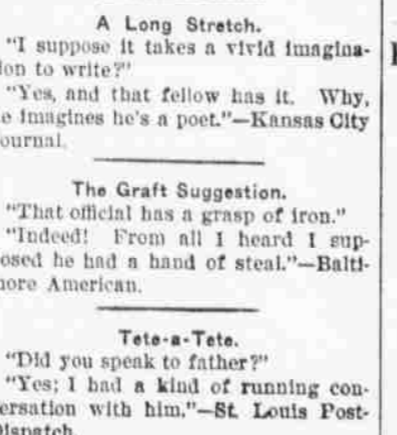 A Long Stretch.
"I suppose it takes a vivid imagina-
ion to write?"
"Yes, and that fellow has it. Why,
e imagines he's a poet."—Kansas City
ournal.
The Graft Suggestion.
"That official has a grasp of iron."
"Indeed! From all I heard I sup-
osed he had a hand of steal."—Balti-
more American.
Tete-a-Tete.
"Did you speak to father?"
"Yes; I had a kind of running con-
ersation with him."—St. Louis Post-
Dispatch.